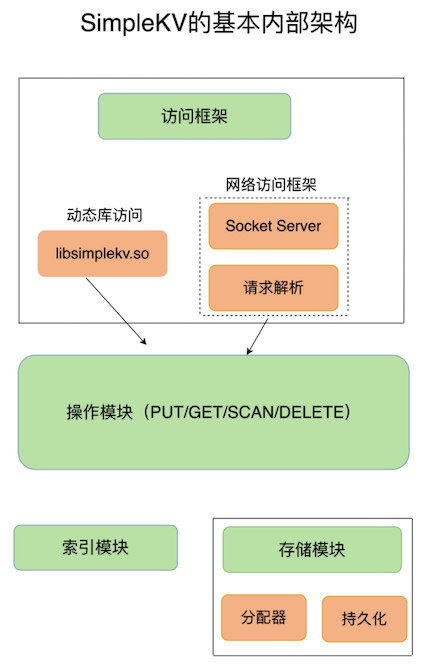 SimpleKV的基本内部架构
访问框架
网络访问框架
动态库访问
Socket Server
libsimplekv.so
请求解析
操作模块（PUT/GET/SCAN/DELETE）
索引模块
存储模块
分配器
持久化